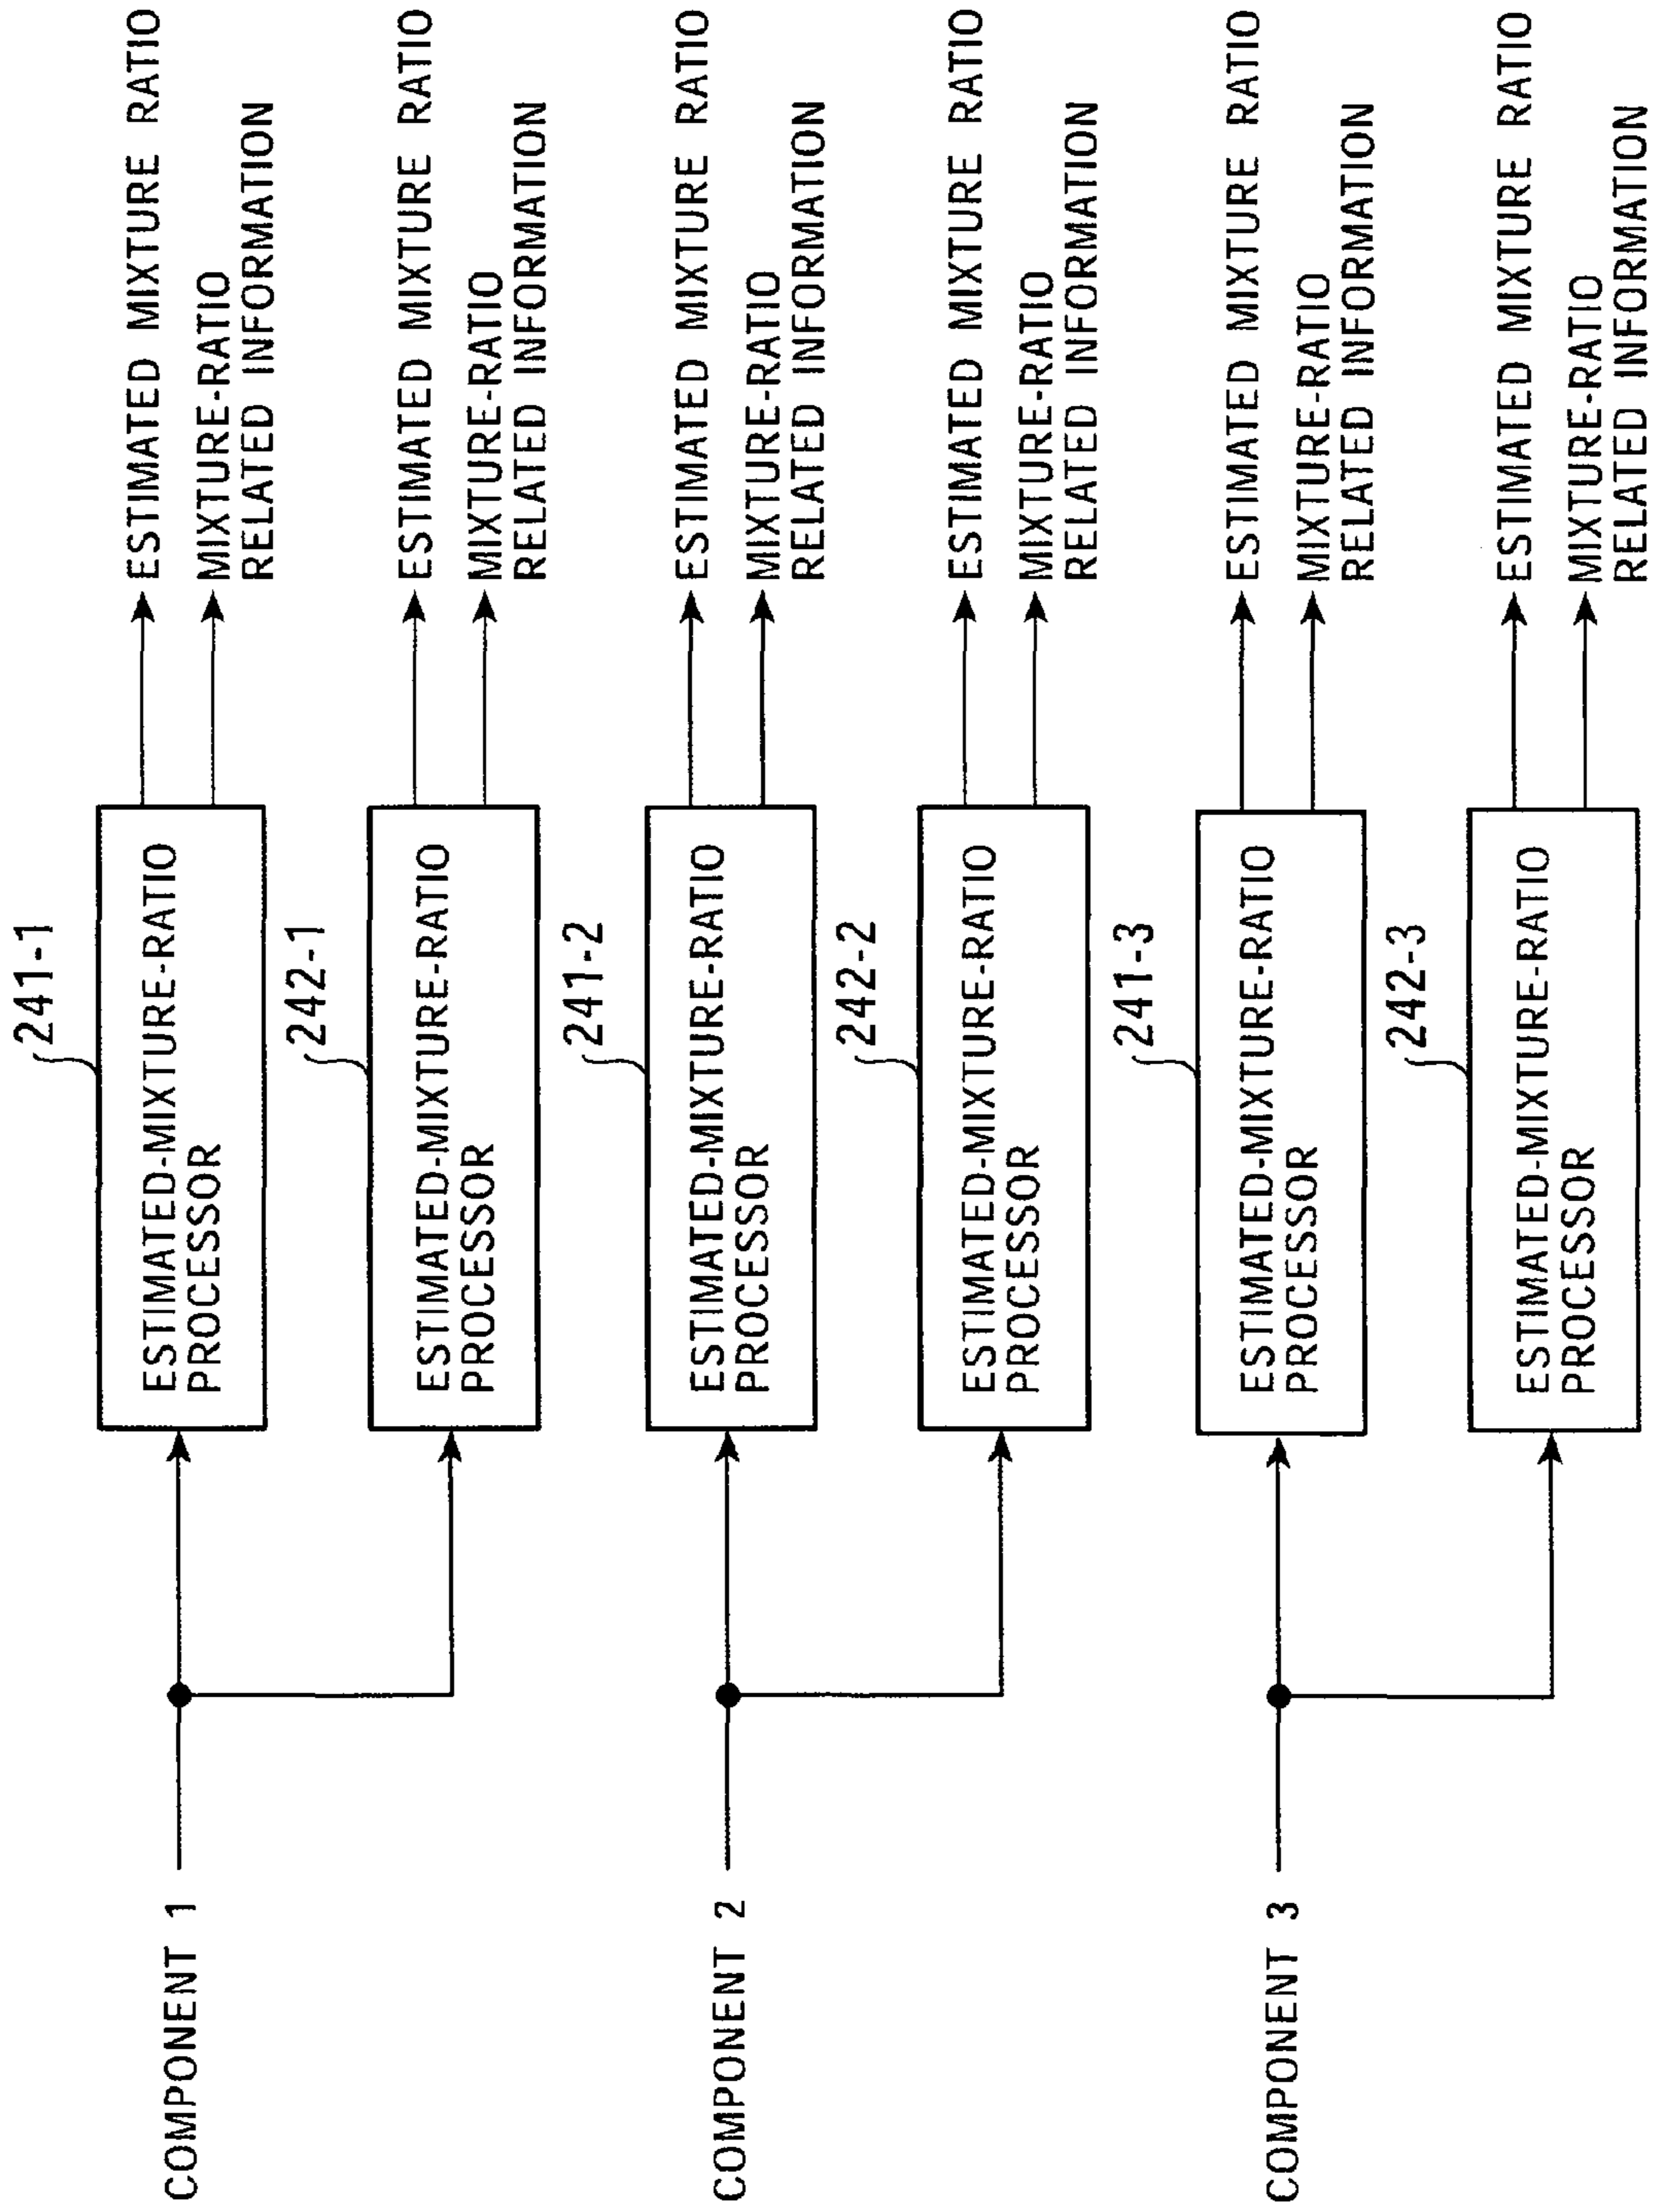 241-1
ESTIMATED-MIXTURE-RATIO
PROCESSOR
ESTIMATED MIXTURE RATIO
MIXTURE-RATIO
RELATED INFORMATION
COMPONENT 1
242-1
ESTIMATED-MIXTURE-RATIO
PROCESSOR
ESTIMATED MIXTURE RATIO
MIXTURE-RATIO
RELATED INFORMATION
241-2
ESTIMATED-MIXTURE-RATIO
PROCESSOR
ESTIMATED MIXTURE RATIO
MIXTURE-RATIO
RELATED INFORMATION
COMPONENT 2
242-2
ESTIMATED-MIXTURE-RATIO
PROCESSOR
ESTIMATED MIXTURE RATIO
MIXTURE-RATIO
RELATED INFORMATION
241-3
ESTIMATED-MIXTURE-RATIO
PROCESSOR
ESTIMATED MIXTURE RATIO
MIXTURE-RATIO
RELATED INFORMATION
COMPONENT 3
242-3
ESTIMATED-MIXTURE-RATIO
PROCESSOR
ESTIMATED MIXTURE RATIO
MIXTURE-RATIO
RELATED INFORMATION